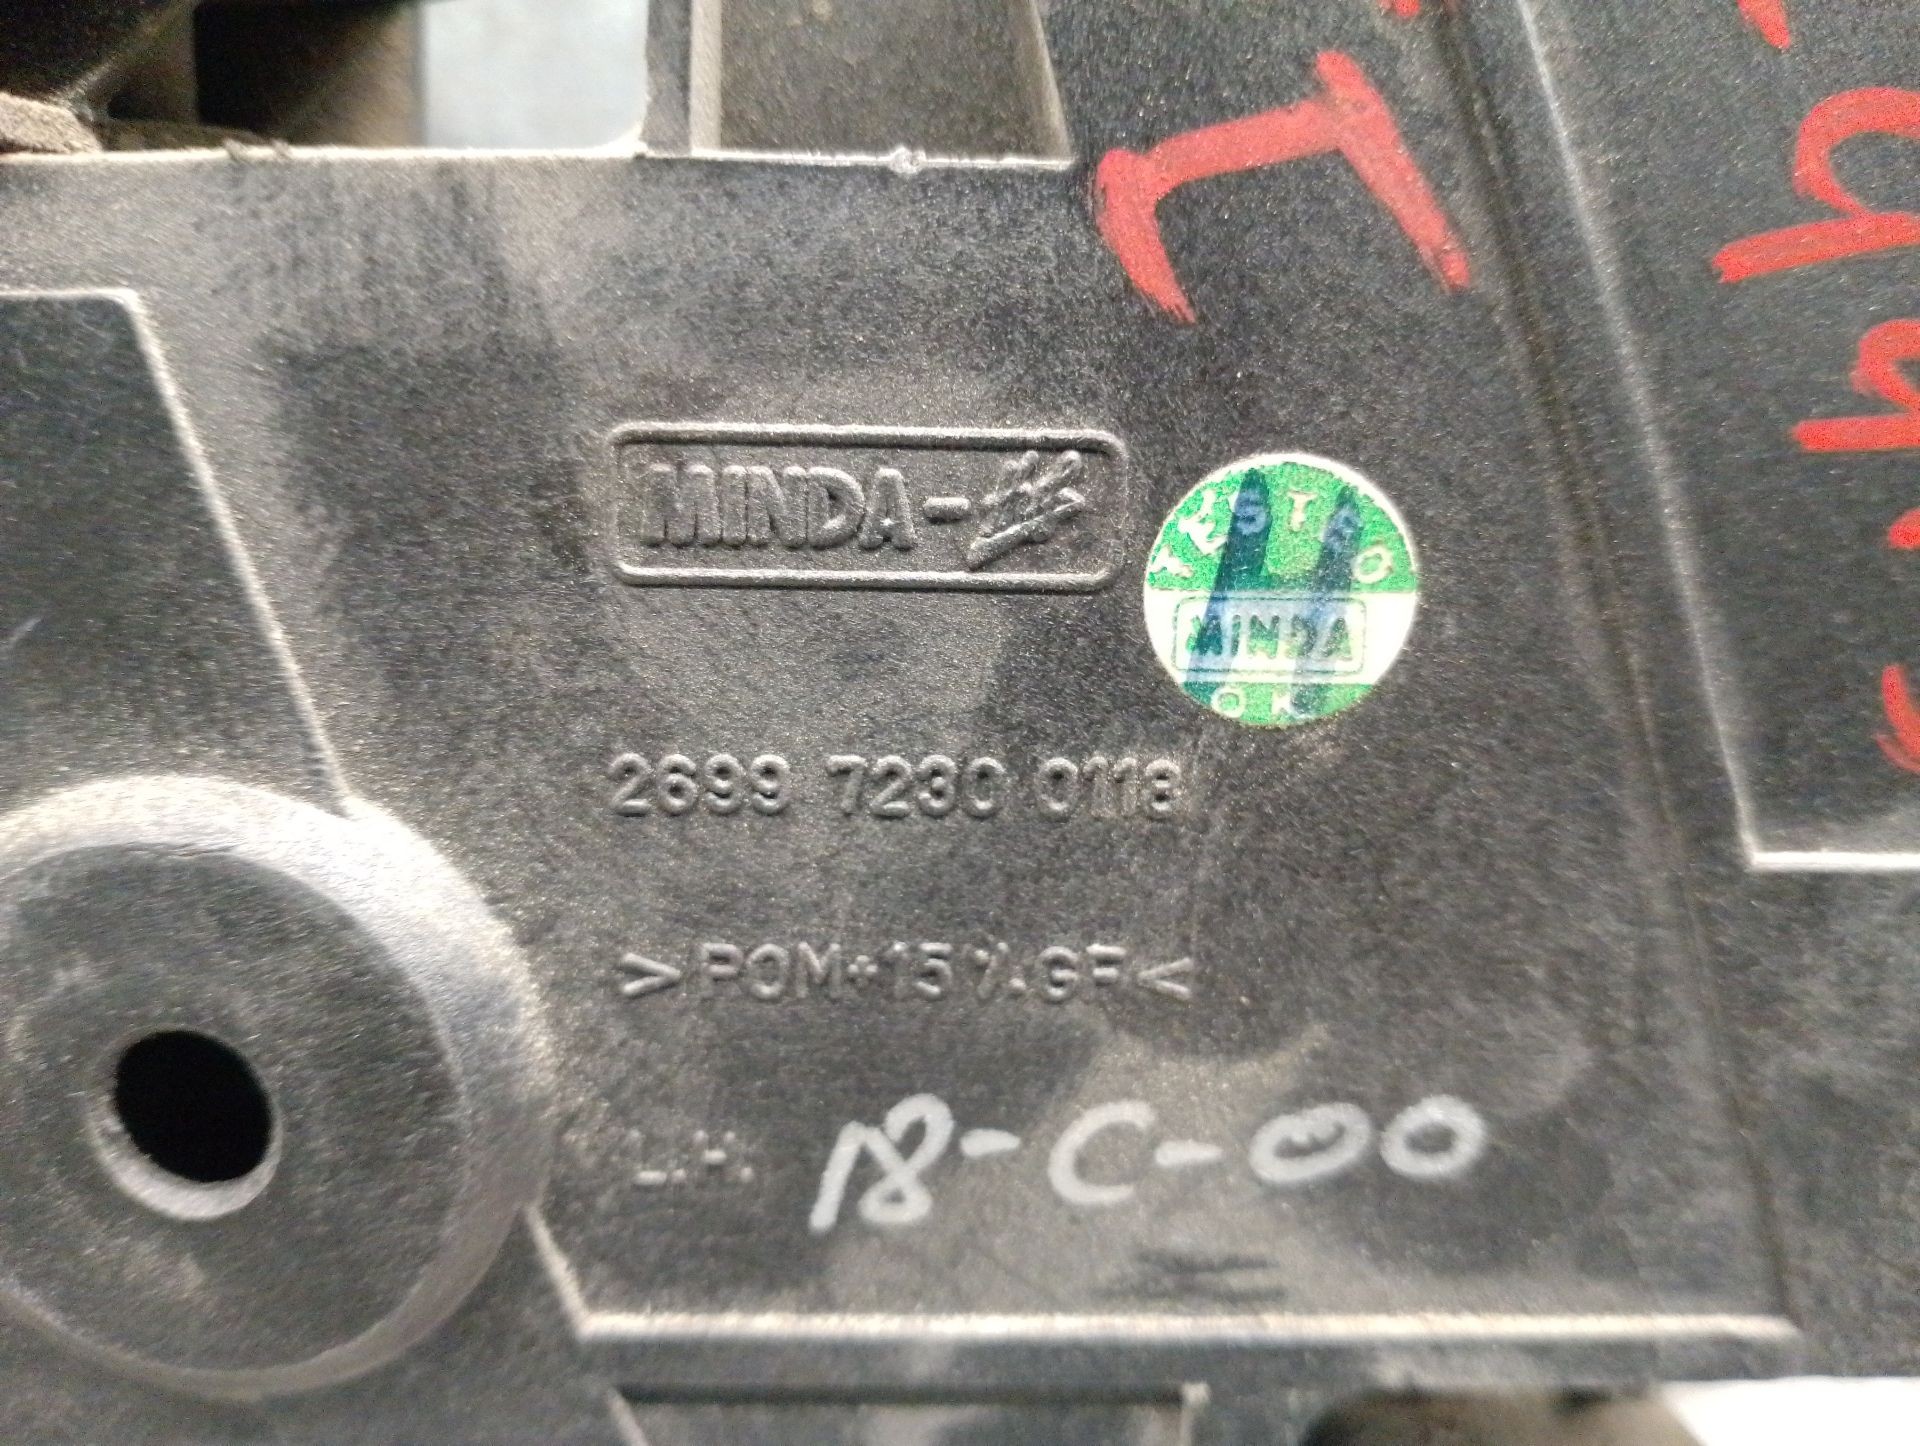 MINDA-
TESTED
MINDA
OK
2699 7230 0118
>POM+15%GF<
L.H. 18-C-00